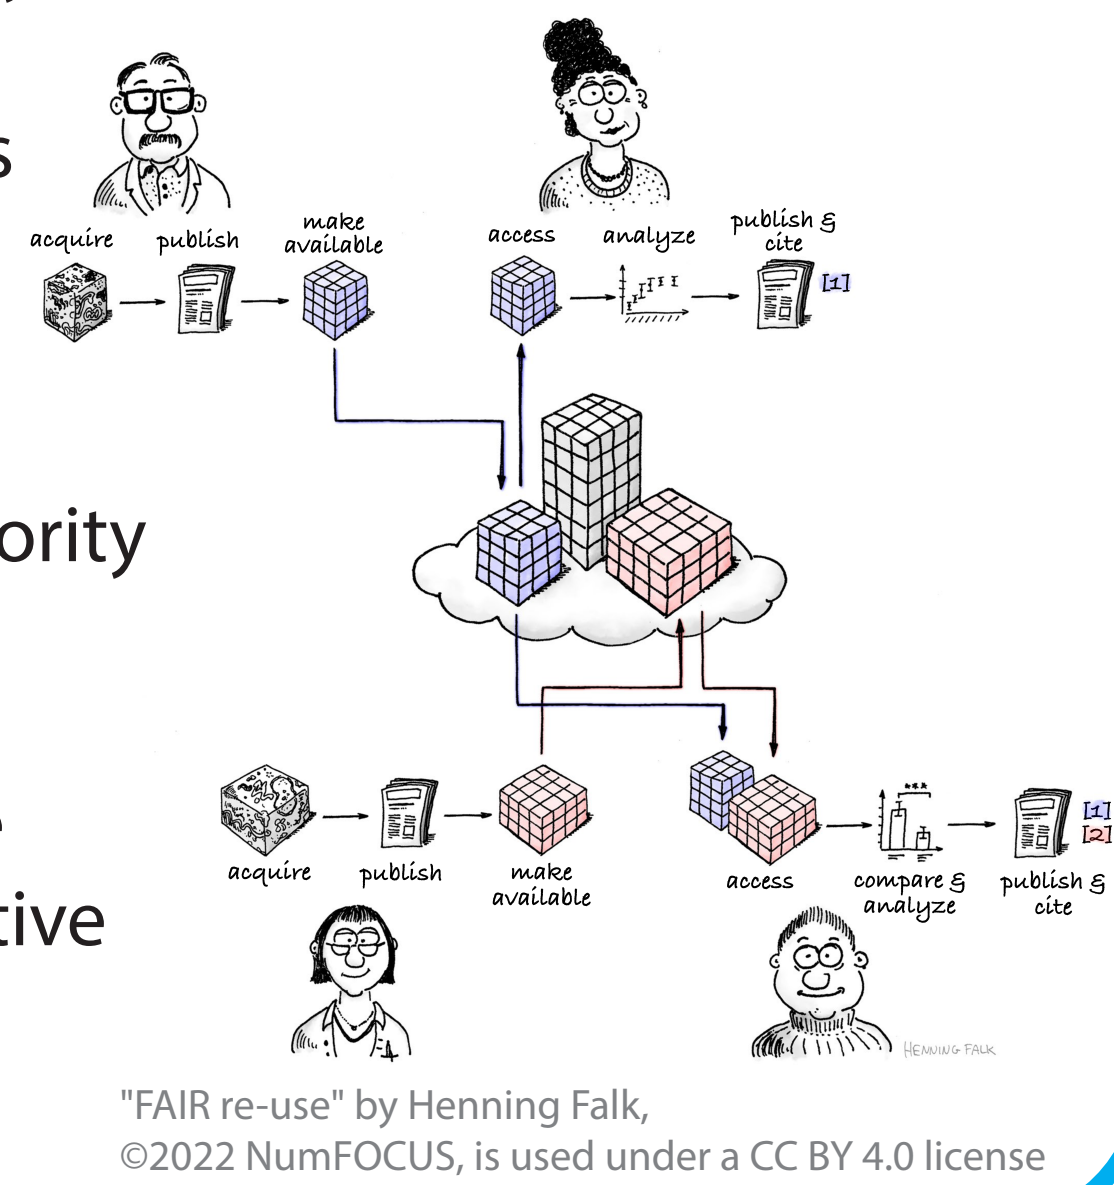 s
make
publish &
acquire
publish
available
access
analyze
cite
[1]
ority
[1]
[2]
acquire
publish
make
available
access
compare &
analyze
publish &
cite
tive
HENNING FALK
"FAIR re-use" by Henning Falk,
©2022 NumFOCUS, is used under a CC BY 4.0 license